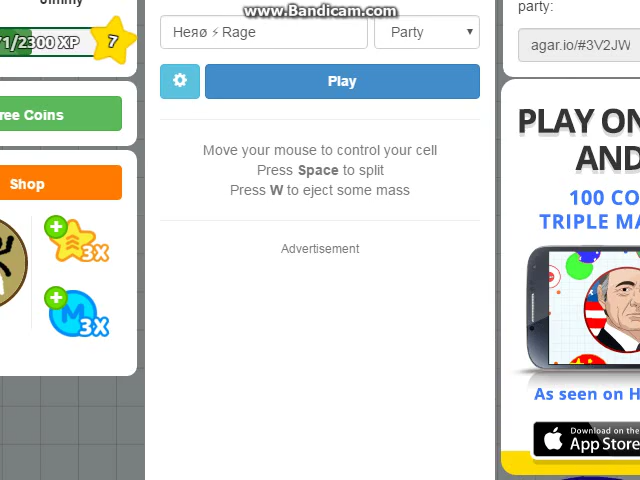 www.Bandicam.com
Jimmy
71/2300 XP
7
ree Coins
Shop
3X
M
3X
Heяø ⚡ Rage
Party
Play
Move your mouse to control your cell
Press Space to split
Press W to eject some mass
Advertisement
party:
agar.io/#3V2JW
PLAY ON
AND
100 CO
TRIPLE MA
As seen on H
Download on the
App Store